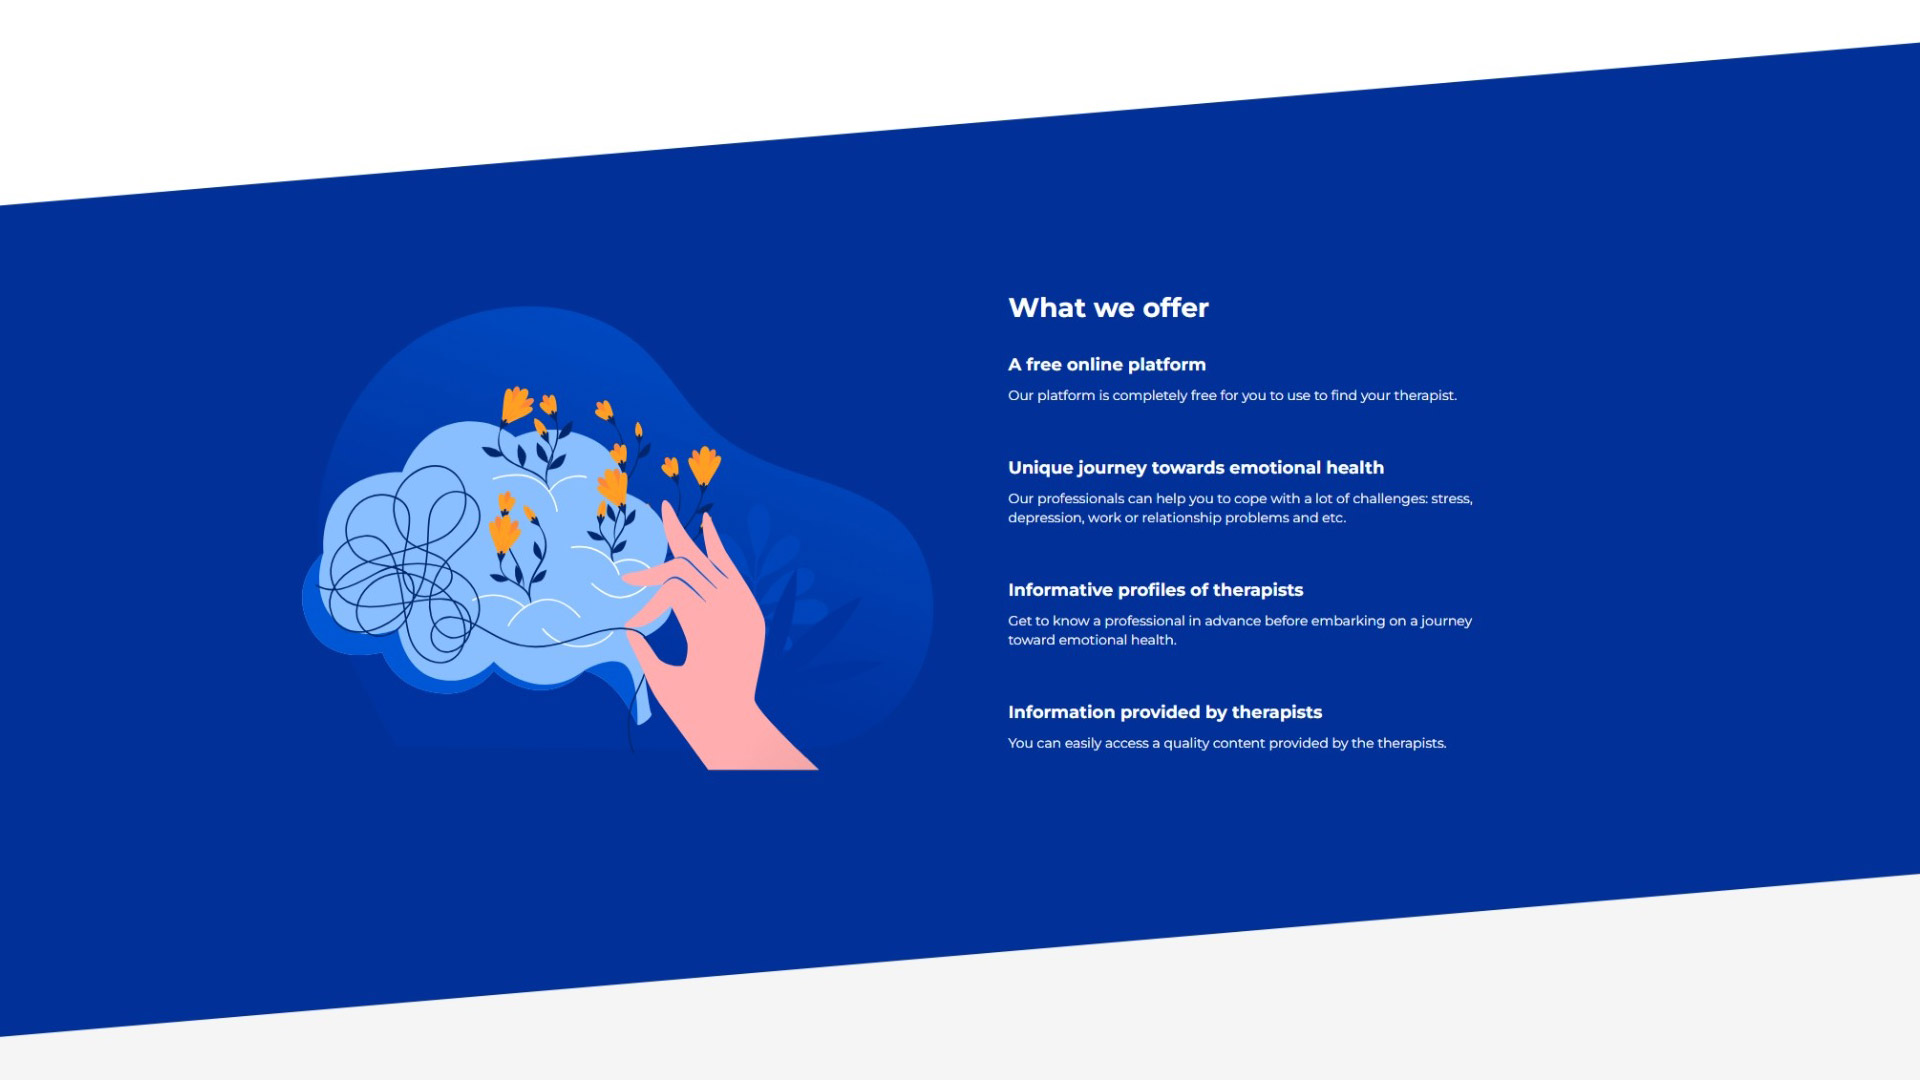 What we offer
A free online platform
Our platform is completely free for you to use to find your therapist.
Unique journey towards emotional health
Our professionals can help you to cope with a lot of challenges: stress,
depression, work or relationship problems and etc.
Informative profiles of therapists
Get to know a professional in advance before embarking on a journey
toward emotional health.
Information provided by therapists
You can easily access a quality content provided by the therapists.